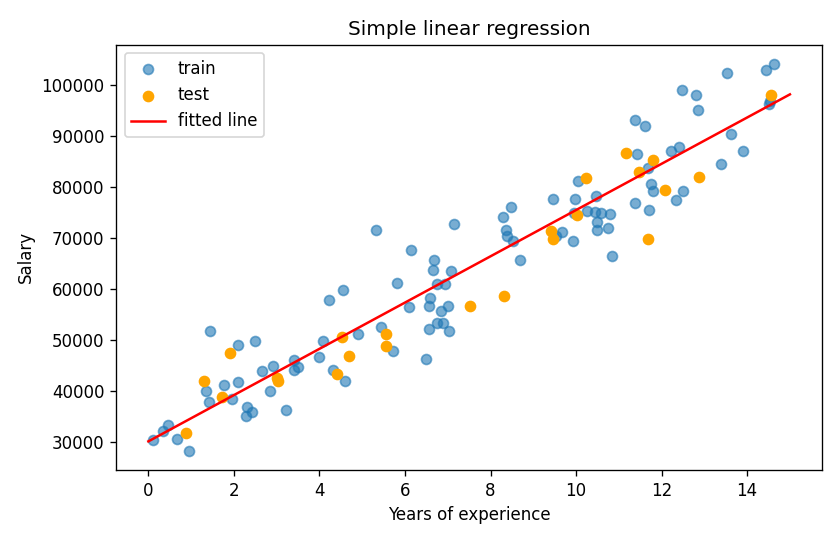 Simple linear regression
train
test
fitted line
100000
90000
80000
70000
60000
50000
40000
30000
Salary
0 2 4 6 8 10 12 14
Years of experience